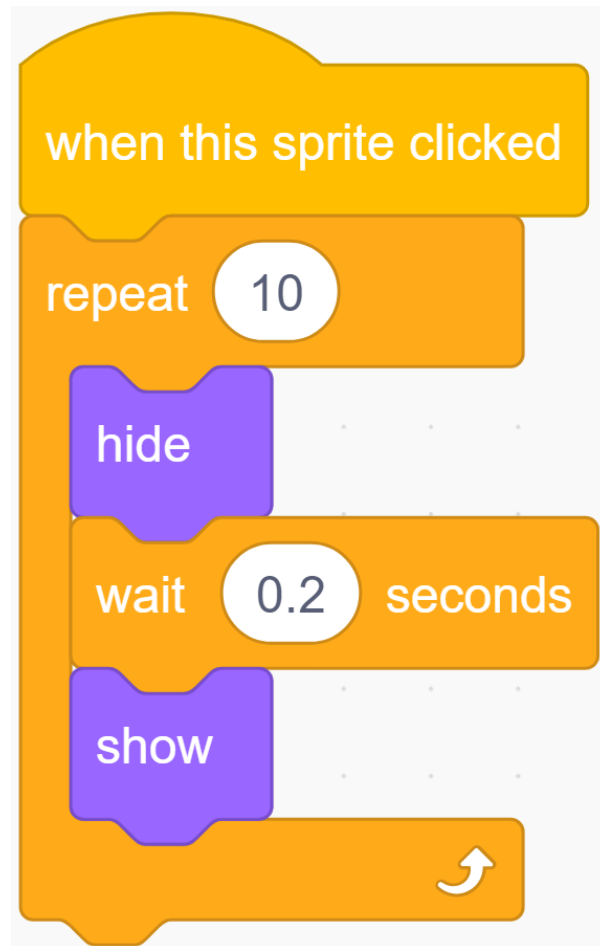 when this sprite clicked
repeat 10
hide
wait 0.2 seconds
show